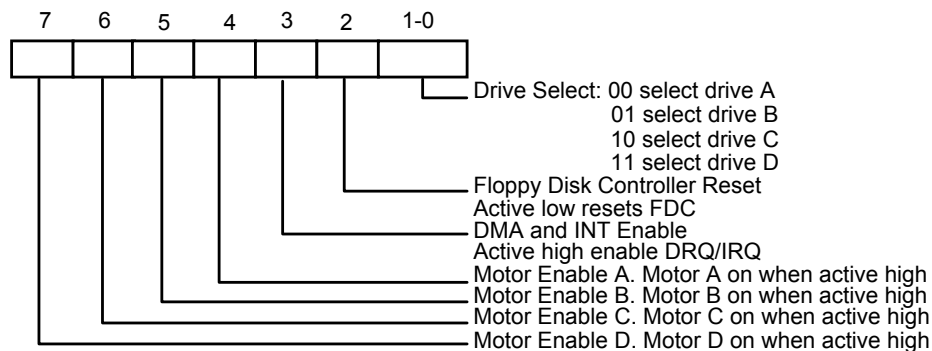 7 6 5 4 3 2 1-0
Drive Select: 00 select drive A
01 select drive B
10 select drive C
11 select drive D
Floppy Disk Controller Reset
Active low resets FDC
DMA and INT Enable
Active high enable DRQ/IRQ
Motor Enable A. Motor A on when active high
Motor Enable B. Motor B on when active high
Motor Enable C. Motor C on when active high
Motor Enable D. Motor D on when active high